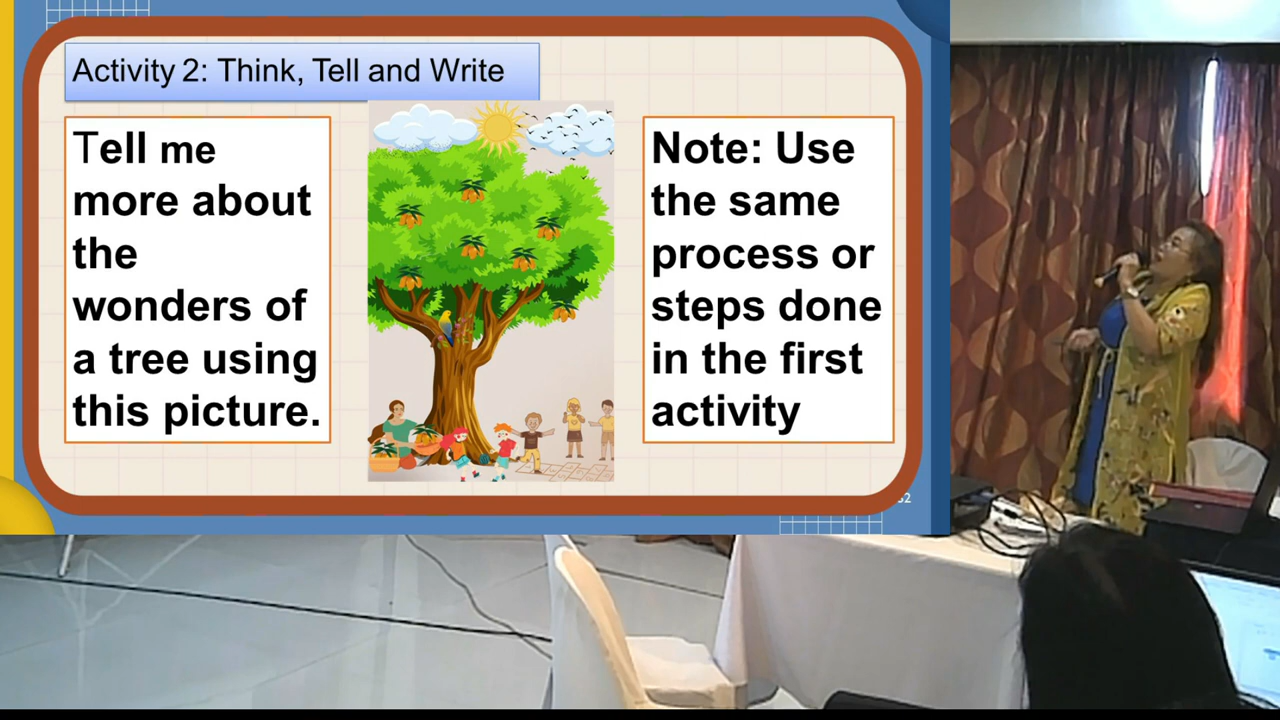 Activity 2: Think, Tell and Write
Tell me
more about
the
wonders of
a tree using
this picture.
Note: Use
the same
process or
steps done
in the first
activity